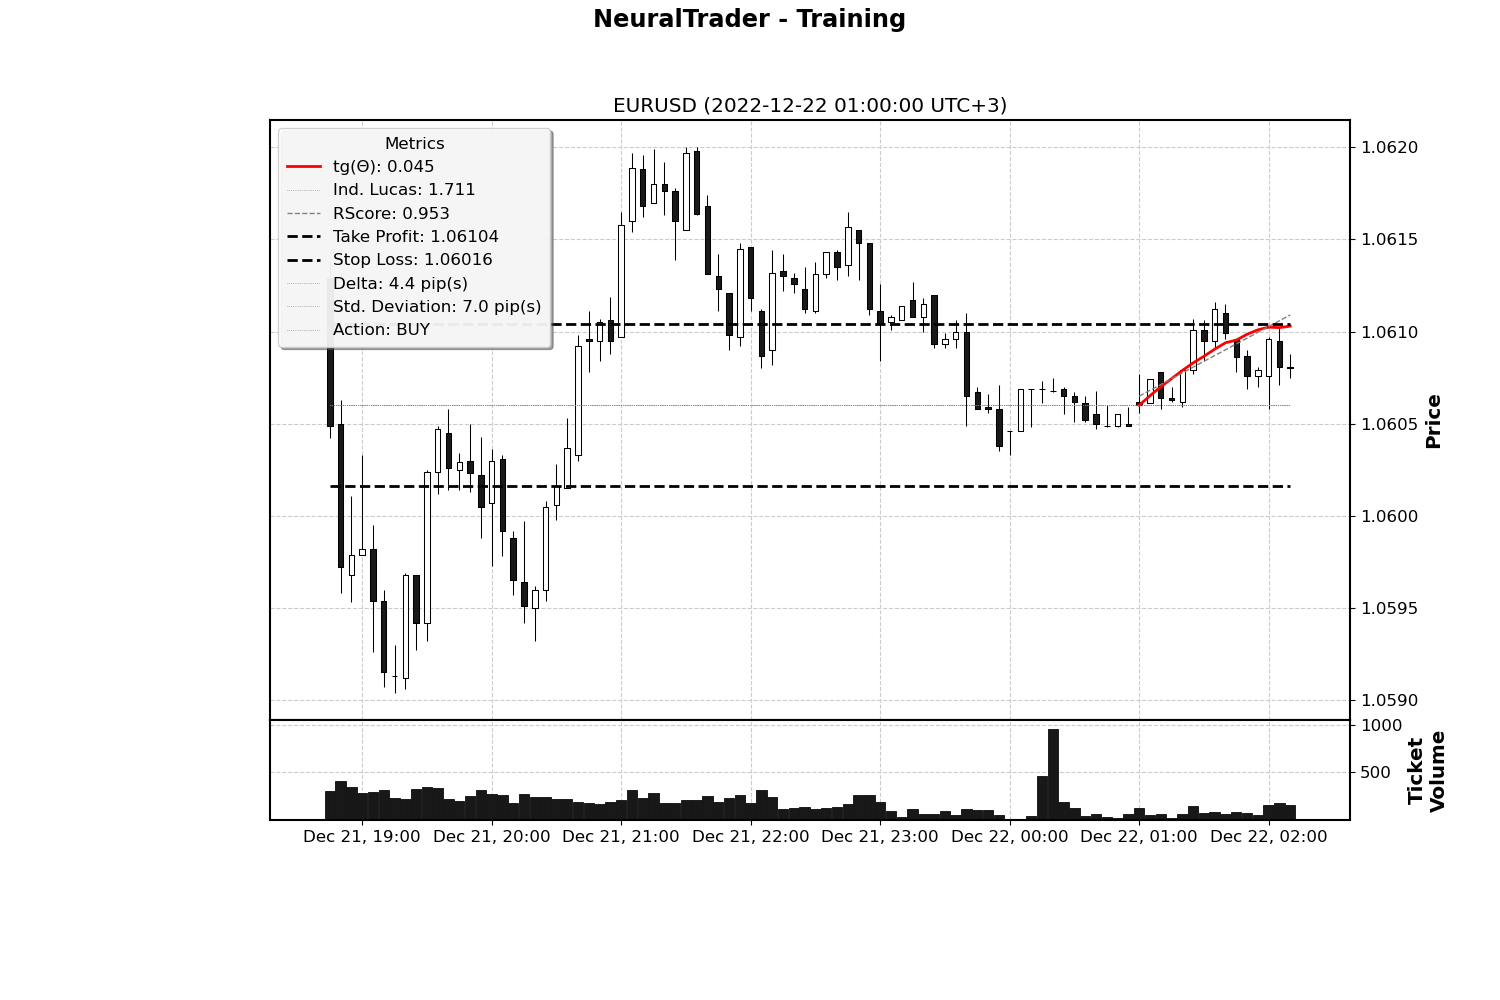 NeuralTrader - Training
EURUSD (2022-12-22 01:00:00 UTC+3)
Metrics
tg(Θ): 0.045
Ind. Lucas: 1.711
RScore: 0.953
Take Profit: 1.06104
Stop Loss: 1.06016
Delta: 4.4 pip(s)
Std. Deviation: 7.0 pip(s)
Action: BUY
1.0620
1.0615
1.0610
1.0605
1.0600
1.0595
1.0590
Price
1000
500
Ticket
Volume
Dec 21, 19:00 Dec 21, 20:00 Dec 21, 21:00 Dec 21, 22:00 Dec 21, 23:00 Dec 22, 00:00 Dec 22, 01:00 Dec 22, 02:00